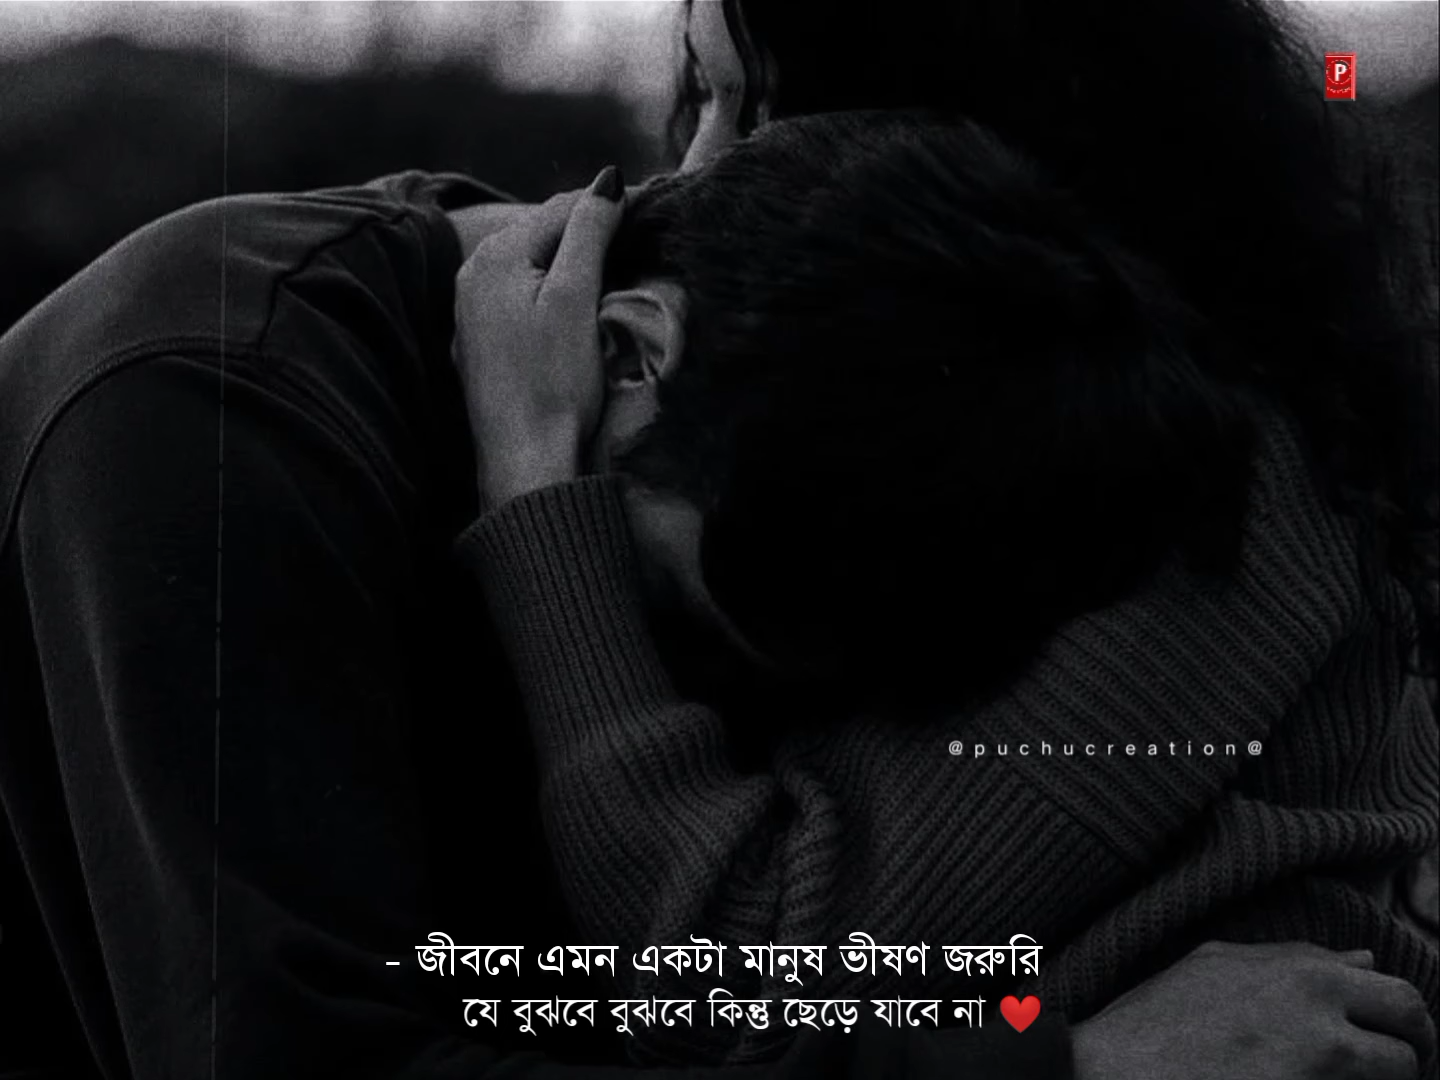 P
@puchucreation@
- জীবনে এমন একটা মানুষ ভীষণ জরুরি
যে বুঝবে বুঝবে কিন্তু ছেড়ে যাবে না ❤️